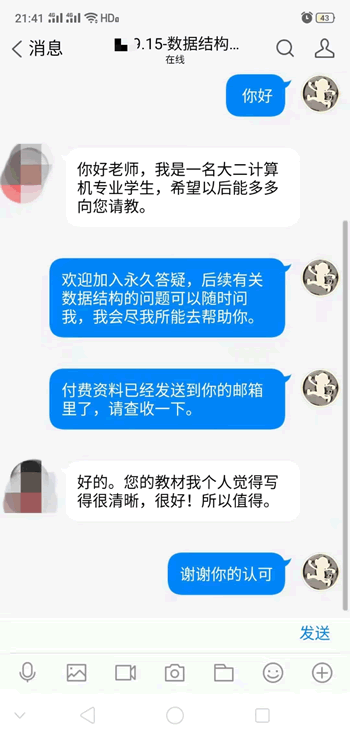 21:41
HD
43
消息
9.15-数据结构...
在线
你好
你好老师，我是一名大二计算
机专业学生，希望以后能多多
向您请教。
欢迎加入永久答疑，后续有关
数据结构的问题可以随时问
我，我会尽我所能去帮助你。
付费资料已经发送到你的邮箱
里了，请查收一下。
好的。您的教材我个人觉得写
得很清晰，很好！所以值得。
谢谢你的认可
发送